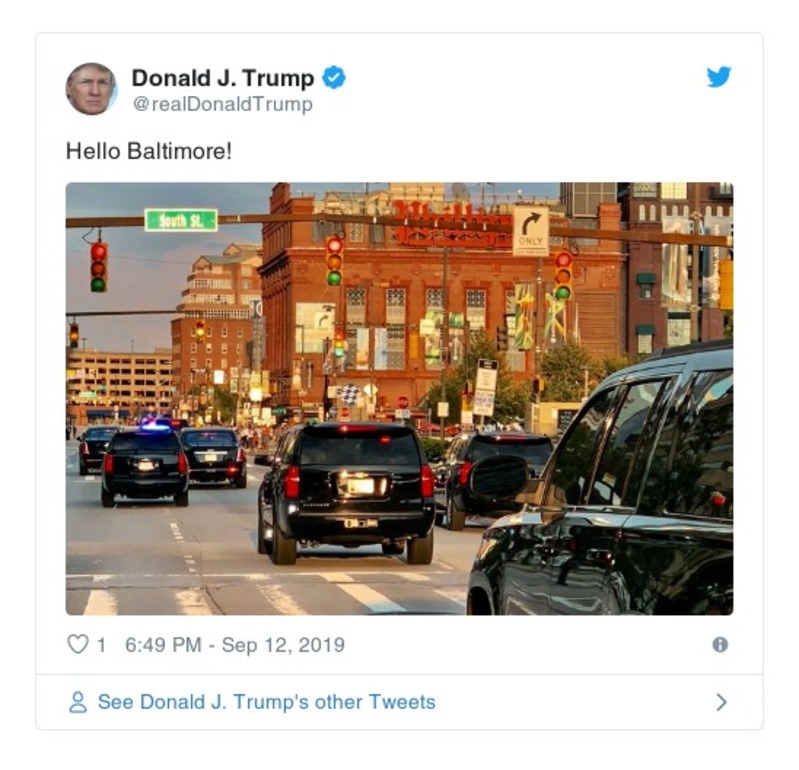 Donald J. Trump
@realDonaldTrump
Hello Baltimore!
South St.
ONLY
1 6:49 PM - Sep 12, 2019
See Donald J. Trump's other Tweets